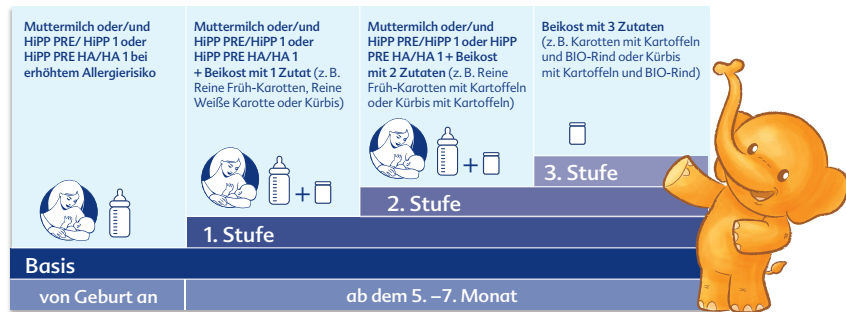 Muttermilch oder/und
HiPP PRE/ HiPP 1 oder
HiPP PRE HA/HA 1 bei
erhöhtem Allergierisiko
Muttermilch oder/und
HiPP PRE/HiPP 1 oder
HiPP PRE HA/HA 1
+ Beikost mit 1 Zutat (z. B.
Reine Früh-Karotten, Reine
Weiße Karotte oder Kürbis)
Muttermilch oder/und
HiPP PRE/HiPP 1 oder HiPP
PRE HA/HA 1 + Beikost
mit 2 Zutaten (z. B. Reine
Früh-Karotten mit Kartoffeln
oder Kürbis mit Kartoffeln)
Beikost mit 3 Zutaten
(z. B. Karotten mit Kartoffeln
und BIO-Rind oder Kürbis
mit Kartoffeln und BIO-Rind)
+
+
3. Stufe
2. Stufe
1. Stufe
Basis
von Geburt an
ab dem 5. – 7. Monat